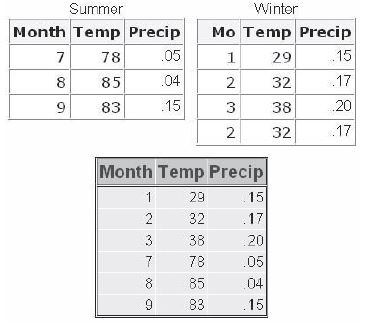 Summer
Month Temp Precip
7 78 .05
8 85 .04
9 83 .15
Winter
Mo Temp Precip
1 29 .15
2 32 .17
3 38 .20
2 32 .17
Month Temp Precip
1 29 .15
2 32 .17
3 38 .20
7 78 .05
8 85 .04
9 83 .15